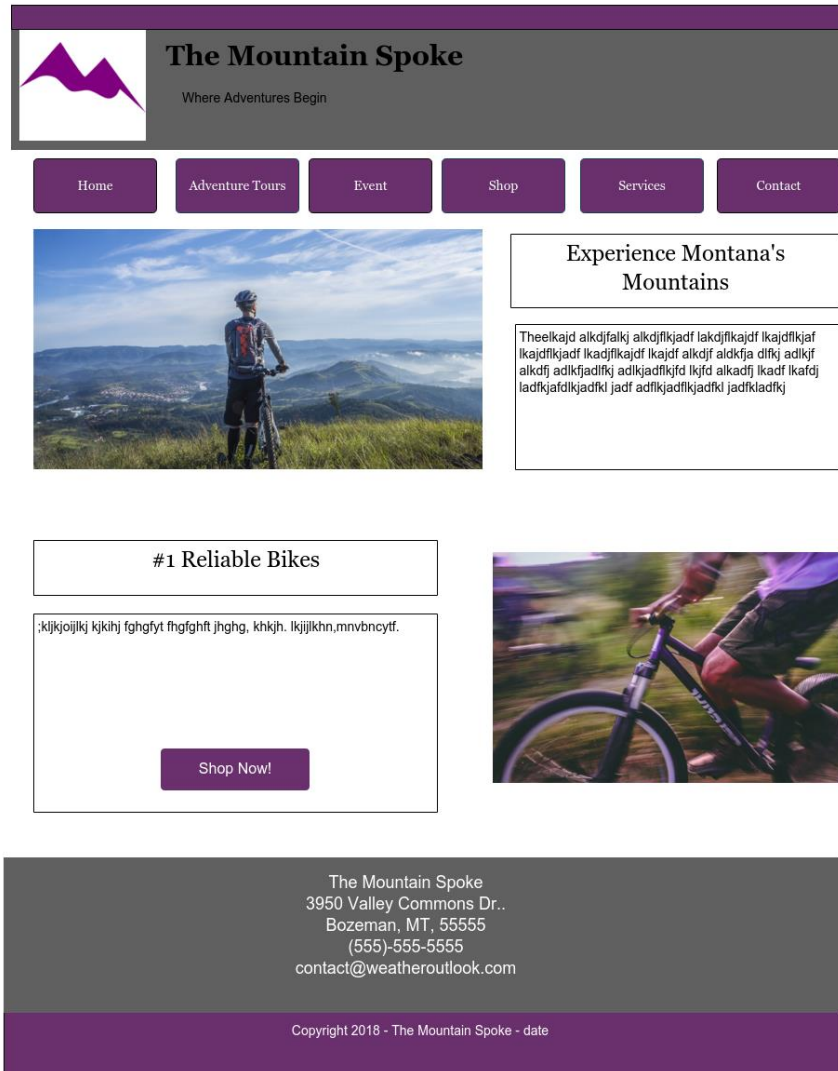 The Mountain Spoke
Where Adventures Begin
Home
Adventure Tours
Event
Shop
Services
Contact
Experience Montana's
Mountains
Theelkajd alkdjfalkj alkdjflkjadf lakdjflkajdf lkajdflkjaf
lkajdflkjadf lkadjflkajdf lkajdf alkdjf aldkfja dlfkj adlkjf
alkdfj adlkfjadlfkj adlkjadflkjfd lkjfd alkadfj lkadf lkafdj
ladfkjafdlkjadfkl jadf adflkjadflkjadfkl jadfkladfkj
#1 Reliable Bikes
;kljkjoijlkj kjkihj fghgfyt fhgfghft jhghg, khkjh. lkjijlkhn,mnvbncytf.
Shop Now!
The Mountain Spoke
3950 Valley Commons Dr..
Bozeman, MT, 55555
(555)-555-5555
contact@weatheroutlook.com
Copyright 2018 - The Mountain Spoke - date